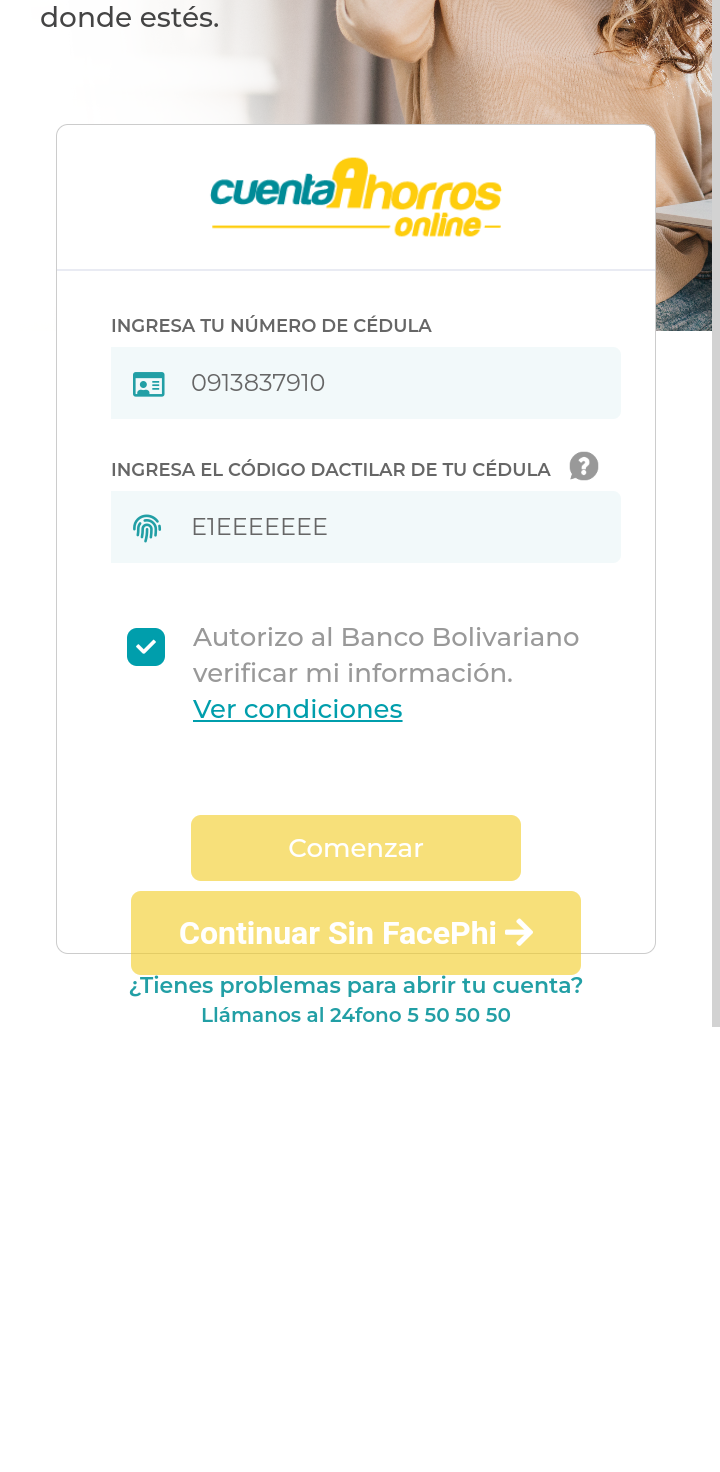 donde estés.
cuentaAhorros
online
INGRESA TU NÚMERO DE CÉDULA
0913837910
INGRESA EL CÓDIGO DACTILAR DE TU CÉDULA ?
E1EEEEEEE
Autorizo al Banco Bolivariano
verificar mi información.
Ver condiciones
Comenzar
Continuar Sin FacePhi →
¿Tienes problemas para abrir tu cuenta?
Llámanos al 24fono 5 50 50 50